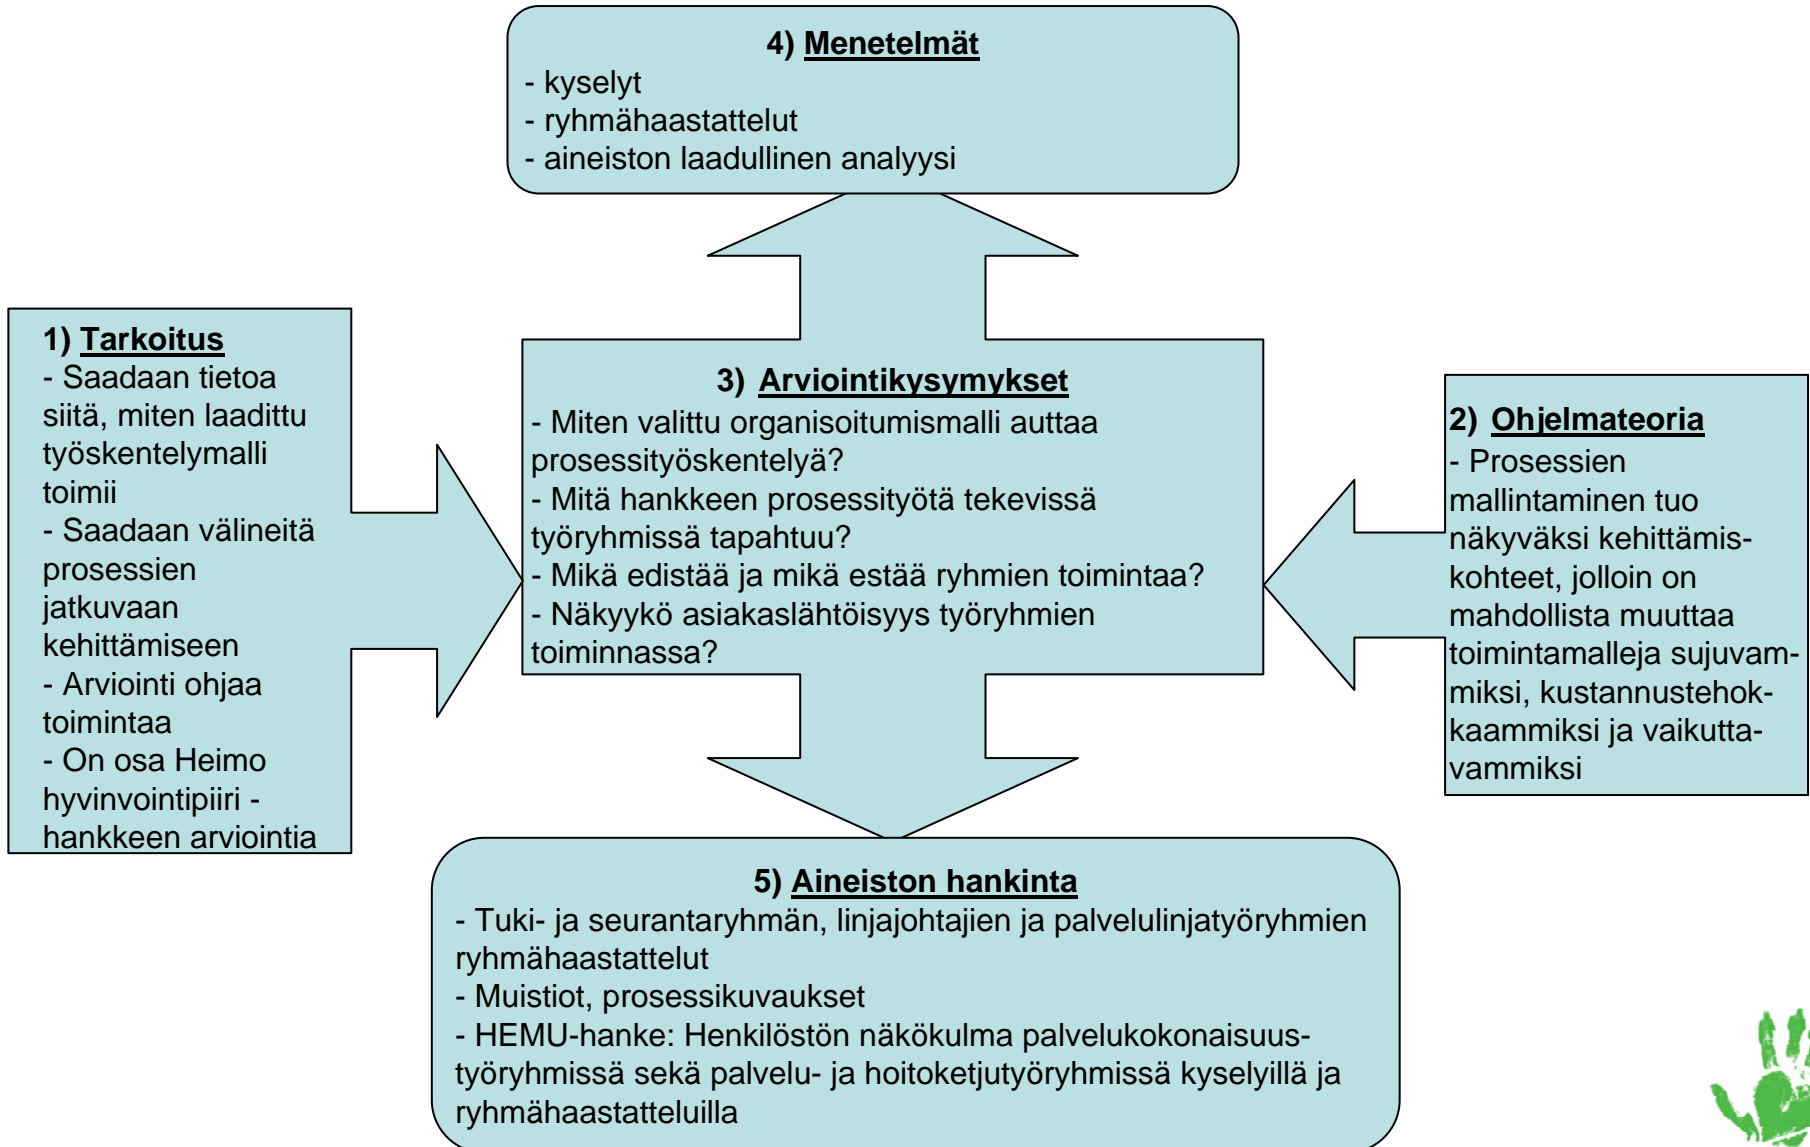 4) Menetelmät
- kyselyt
- ryhmähaastattelut
- aineiston laadullinen analyysi
1) Tarkoitus
- Saadaan tietoa
siitä, miten laadittu
työskentelymalli
toimii
- Saadaan välineitä
prosessien
jatkuvaan
kehittämiseen
- Arviointi ohjaa
toimintaa
- On osa Heimo
hyvinvointipiiri -
hankkeen arviointia
3) Arviointikysymykset
- Miten valittu organisoitumismalli auttaa
prosessityöskentelyä?
- Mitä hankkeen prosessityötä tekevissä
työryhmissä tapahtuu?
- Mikä edistää ja mikä estää ryhmien toimintaa?
- Näkyykö asiakaslähtöisyys työryhmien
toiminnassa?
2) Ohjelmateoria
- Prosessien
mallintaminen tuo
näkyväksi kehittämis-
kohteet, jolloin on
mahdollista muuttaa
toimintamalleja sujuvam-
miksi, kustannustehok-
kaammiksi ja vaikutta-
vammiksi
5) Aineiston hankinta
- Tuki- ja seurantaryhmän, linjajohtajien ja palvelulinjatyöryhmien
ryhmähaastattelut
- Muistiot, prosessikuvaukset
- HEMU-hanke: Henkilöstön näkökulma palvelukokonaisuus-
työryhmissä sekä palvelu- ja hoitoketjutyöryhmissä kyselyillä ja
ryhmähaastatteluilla